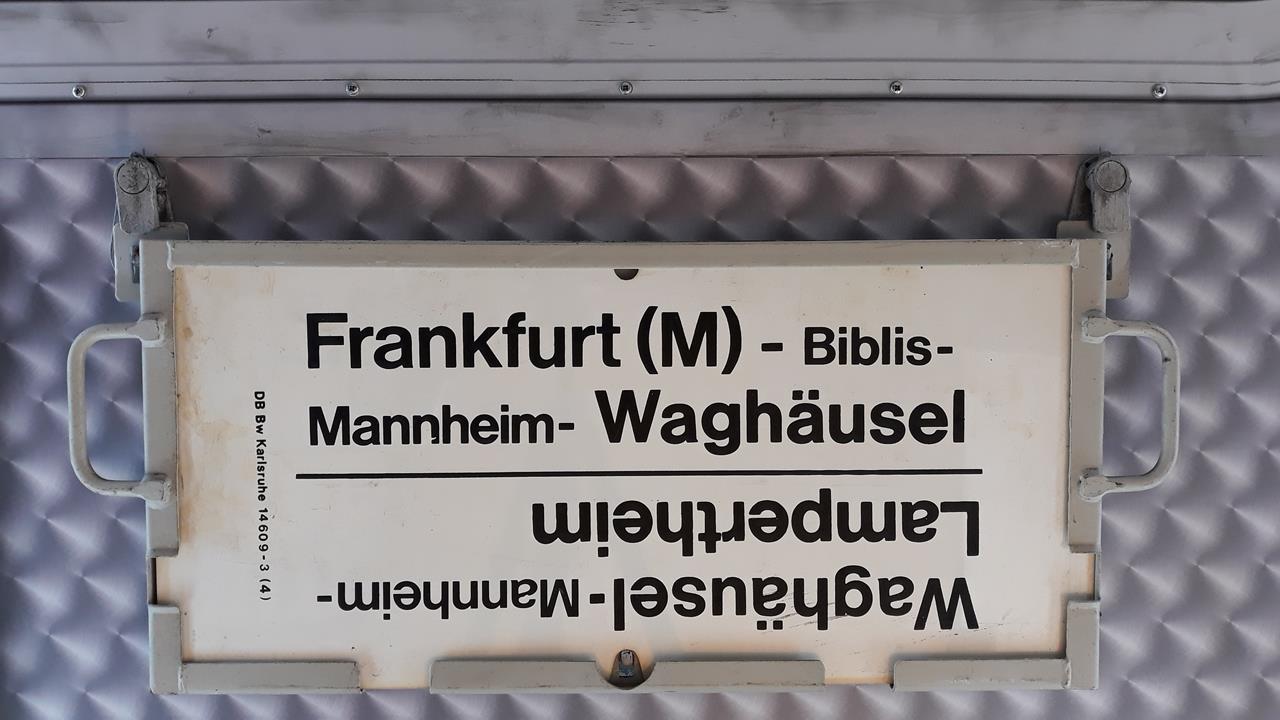 Frankfurt (M) - Biblis-
Mannheim- Waghäusel
Waghäusel-Mannheim-
Lampertheim
DB Bw Karlsruhe 14609-3 (4)